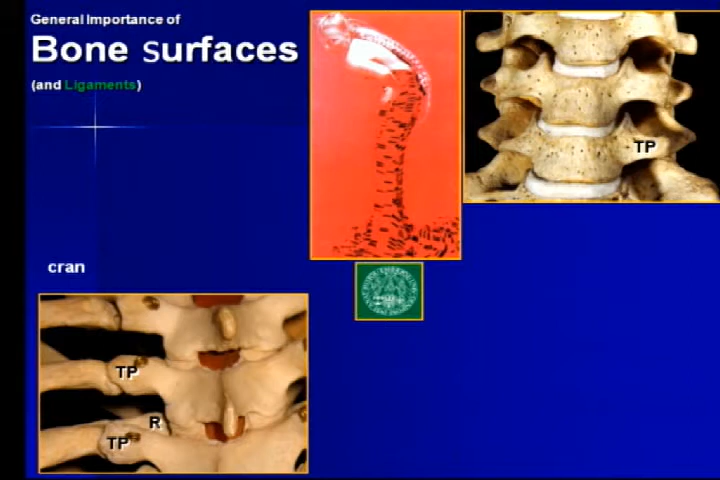 General Importance of
Bone surfaces
(and Ligaments)
TP
cran
TP
R
TP